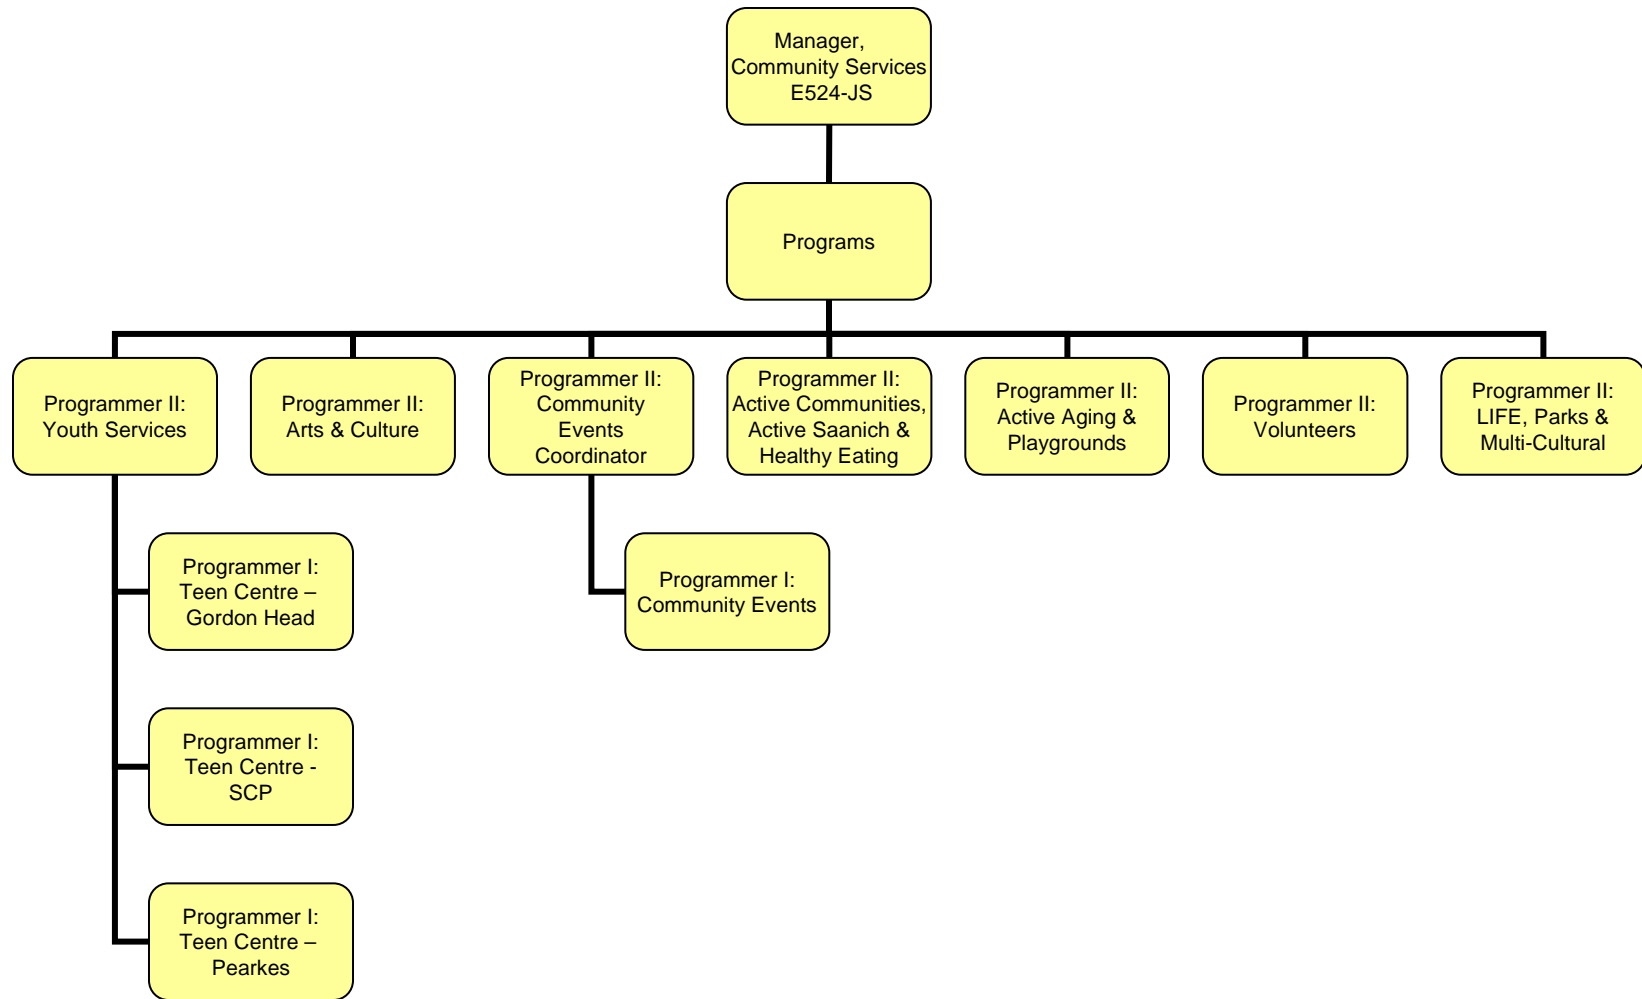 Manager,
Community Services
E524-JS
Programs
Programmer II:
Youth Services
Programmer II:
Arts & Culture
Programmer II:
Community
Events
Coordinator
Programmer II:
Active Communities,
Active Saanich &
Healthy Eating
Programmer II:
Active Aging &
Playgrounds
Programmer II:
Volunteers
Programmer II:
LIFE, Parks &
Multi-Cultural
Programmer I:
Teen Centre –
Gordon Head
Programmer I:
Community Events
Programmer I:
Teen Centre -
SCP
Programmer I:
Teen Centre –
Pearkes